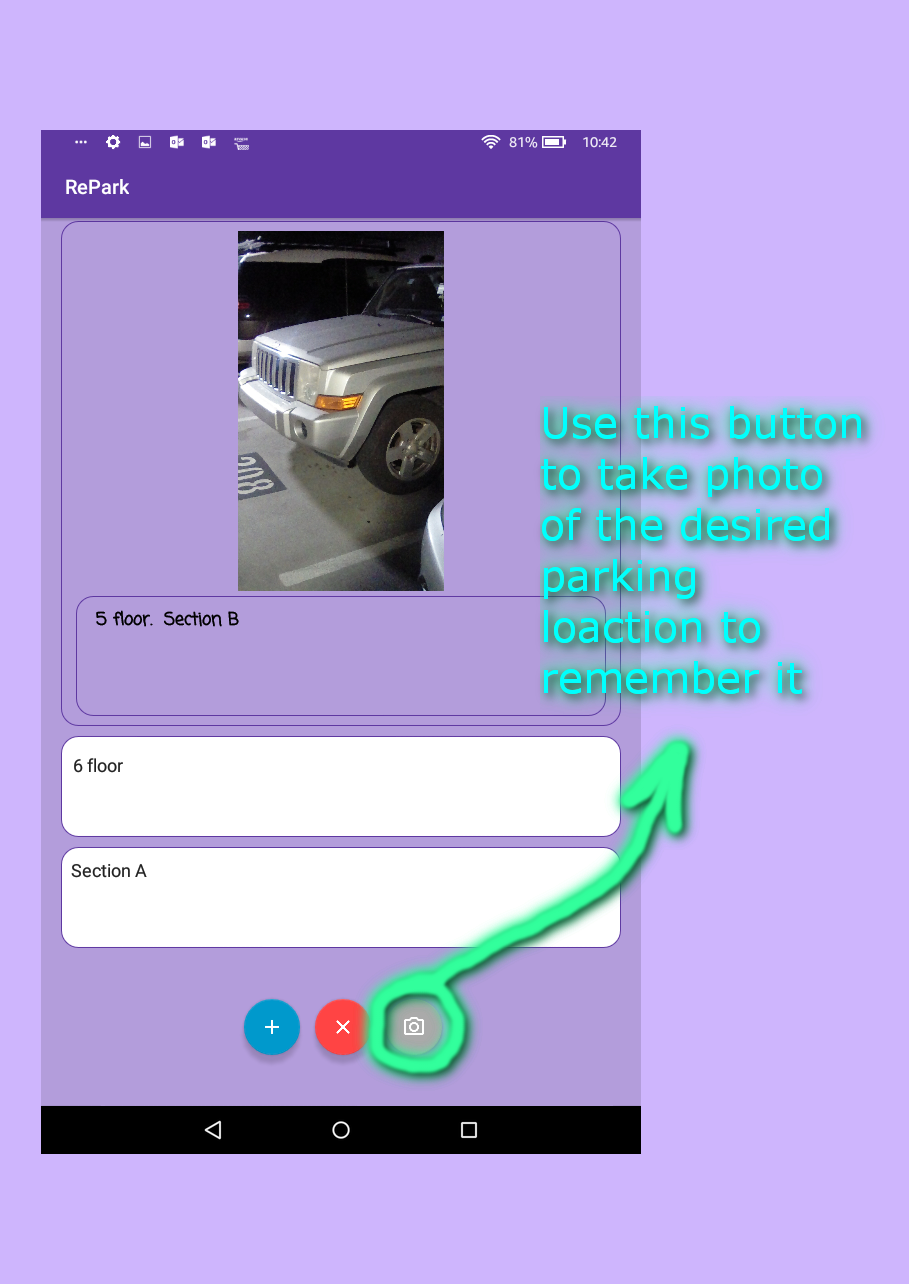 81% 10:42
RePark
208
Use this button
to take photo
of the desired
parking
loaction to
remember it
5 floor. Section B
6 floor
Section A